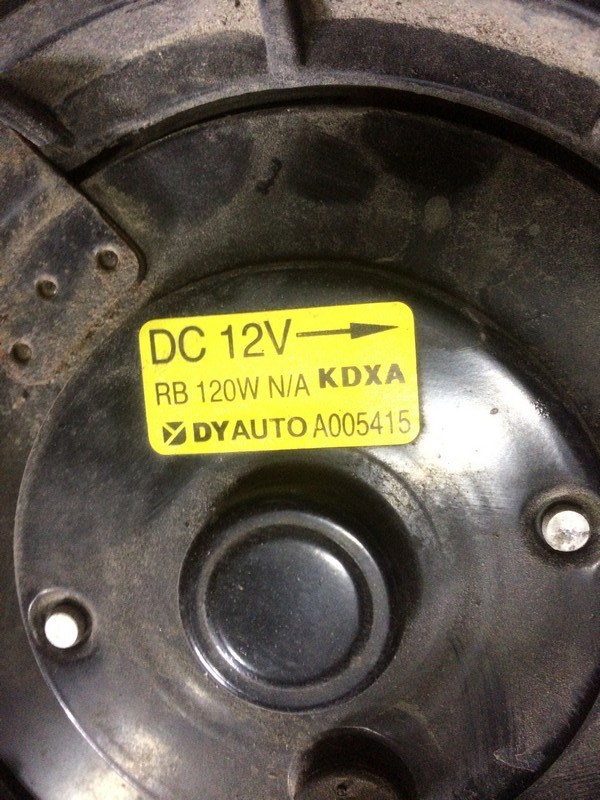 DC 12V
RB 120W N/A KDXA
DYAUTO A005415